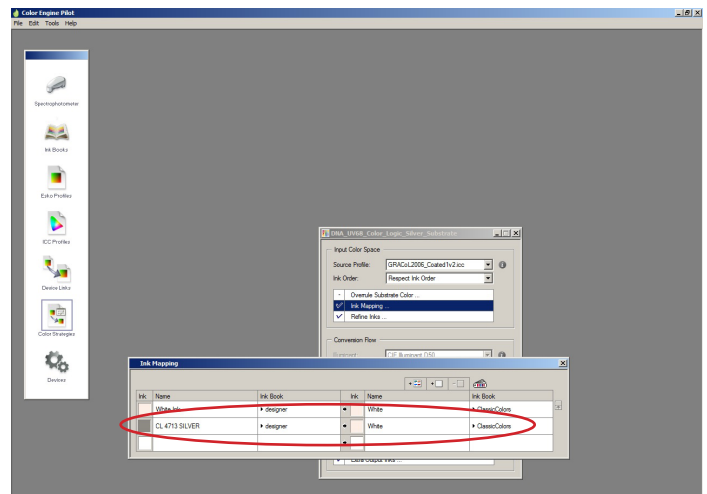 Color Engine Pilot
File Edit Tools Help
Spectrophotometer
Ink Books
Esko Profiles
ICC Profiles
Device Links
Color Strategies
Devices
DNA_UV68_Color_Logic_Silver_Substrate
Input Color Space
Source Profile: GRACoL2006_Coated1v2.icc
Ink Order: Respect Ink Order
Overrule Substrate Color ...
Ink Mapping ...
Refine Inks ...
Conversion Flow
CIE Illuminant D50
Ink Mapping
Ink Name Ink Book Ink Name Ink Book
White Ink designer White ClassicColors
CL 4713 SILVER designer White ClassicColors
Extra Output Inks ...